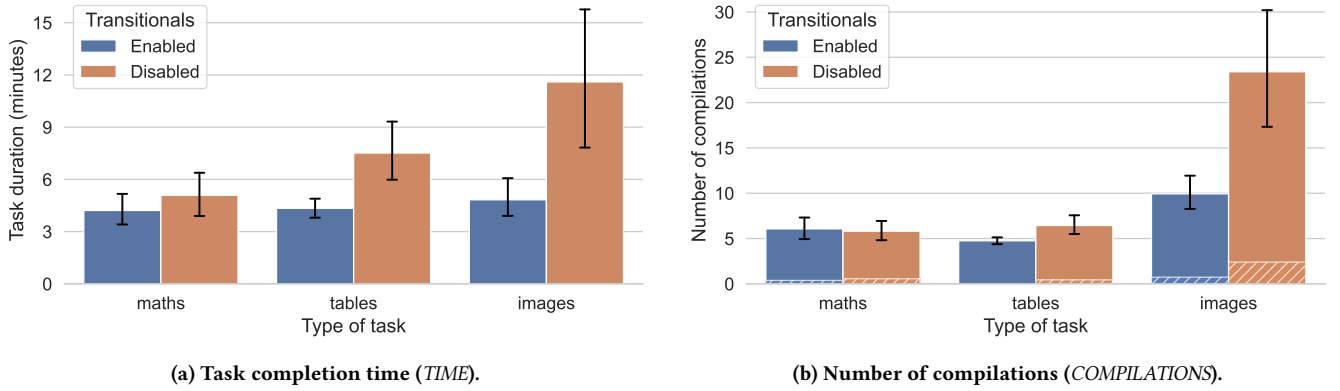 Task duration (minutes)
15
12
9
6
3
0
Transitionals
Enabled
Disabled
maths
tables
images
Type of task
(a) Task completion time (TIME).
Number of compilations
30
25
20
15
10
5
0
Transitionals
Enabled
Disabled
maths
tables
images
Type of task
(b) Number of compilations (COMPILATIONS).